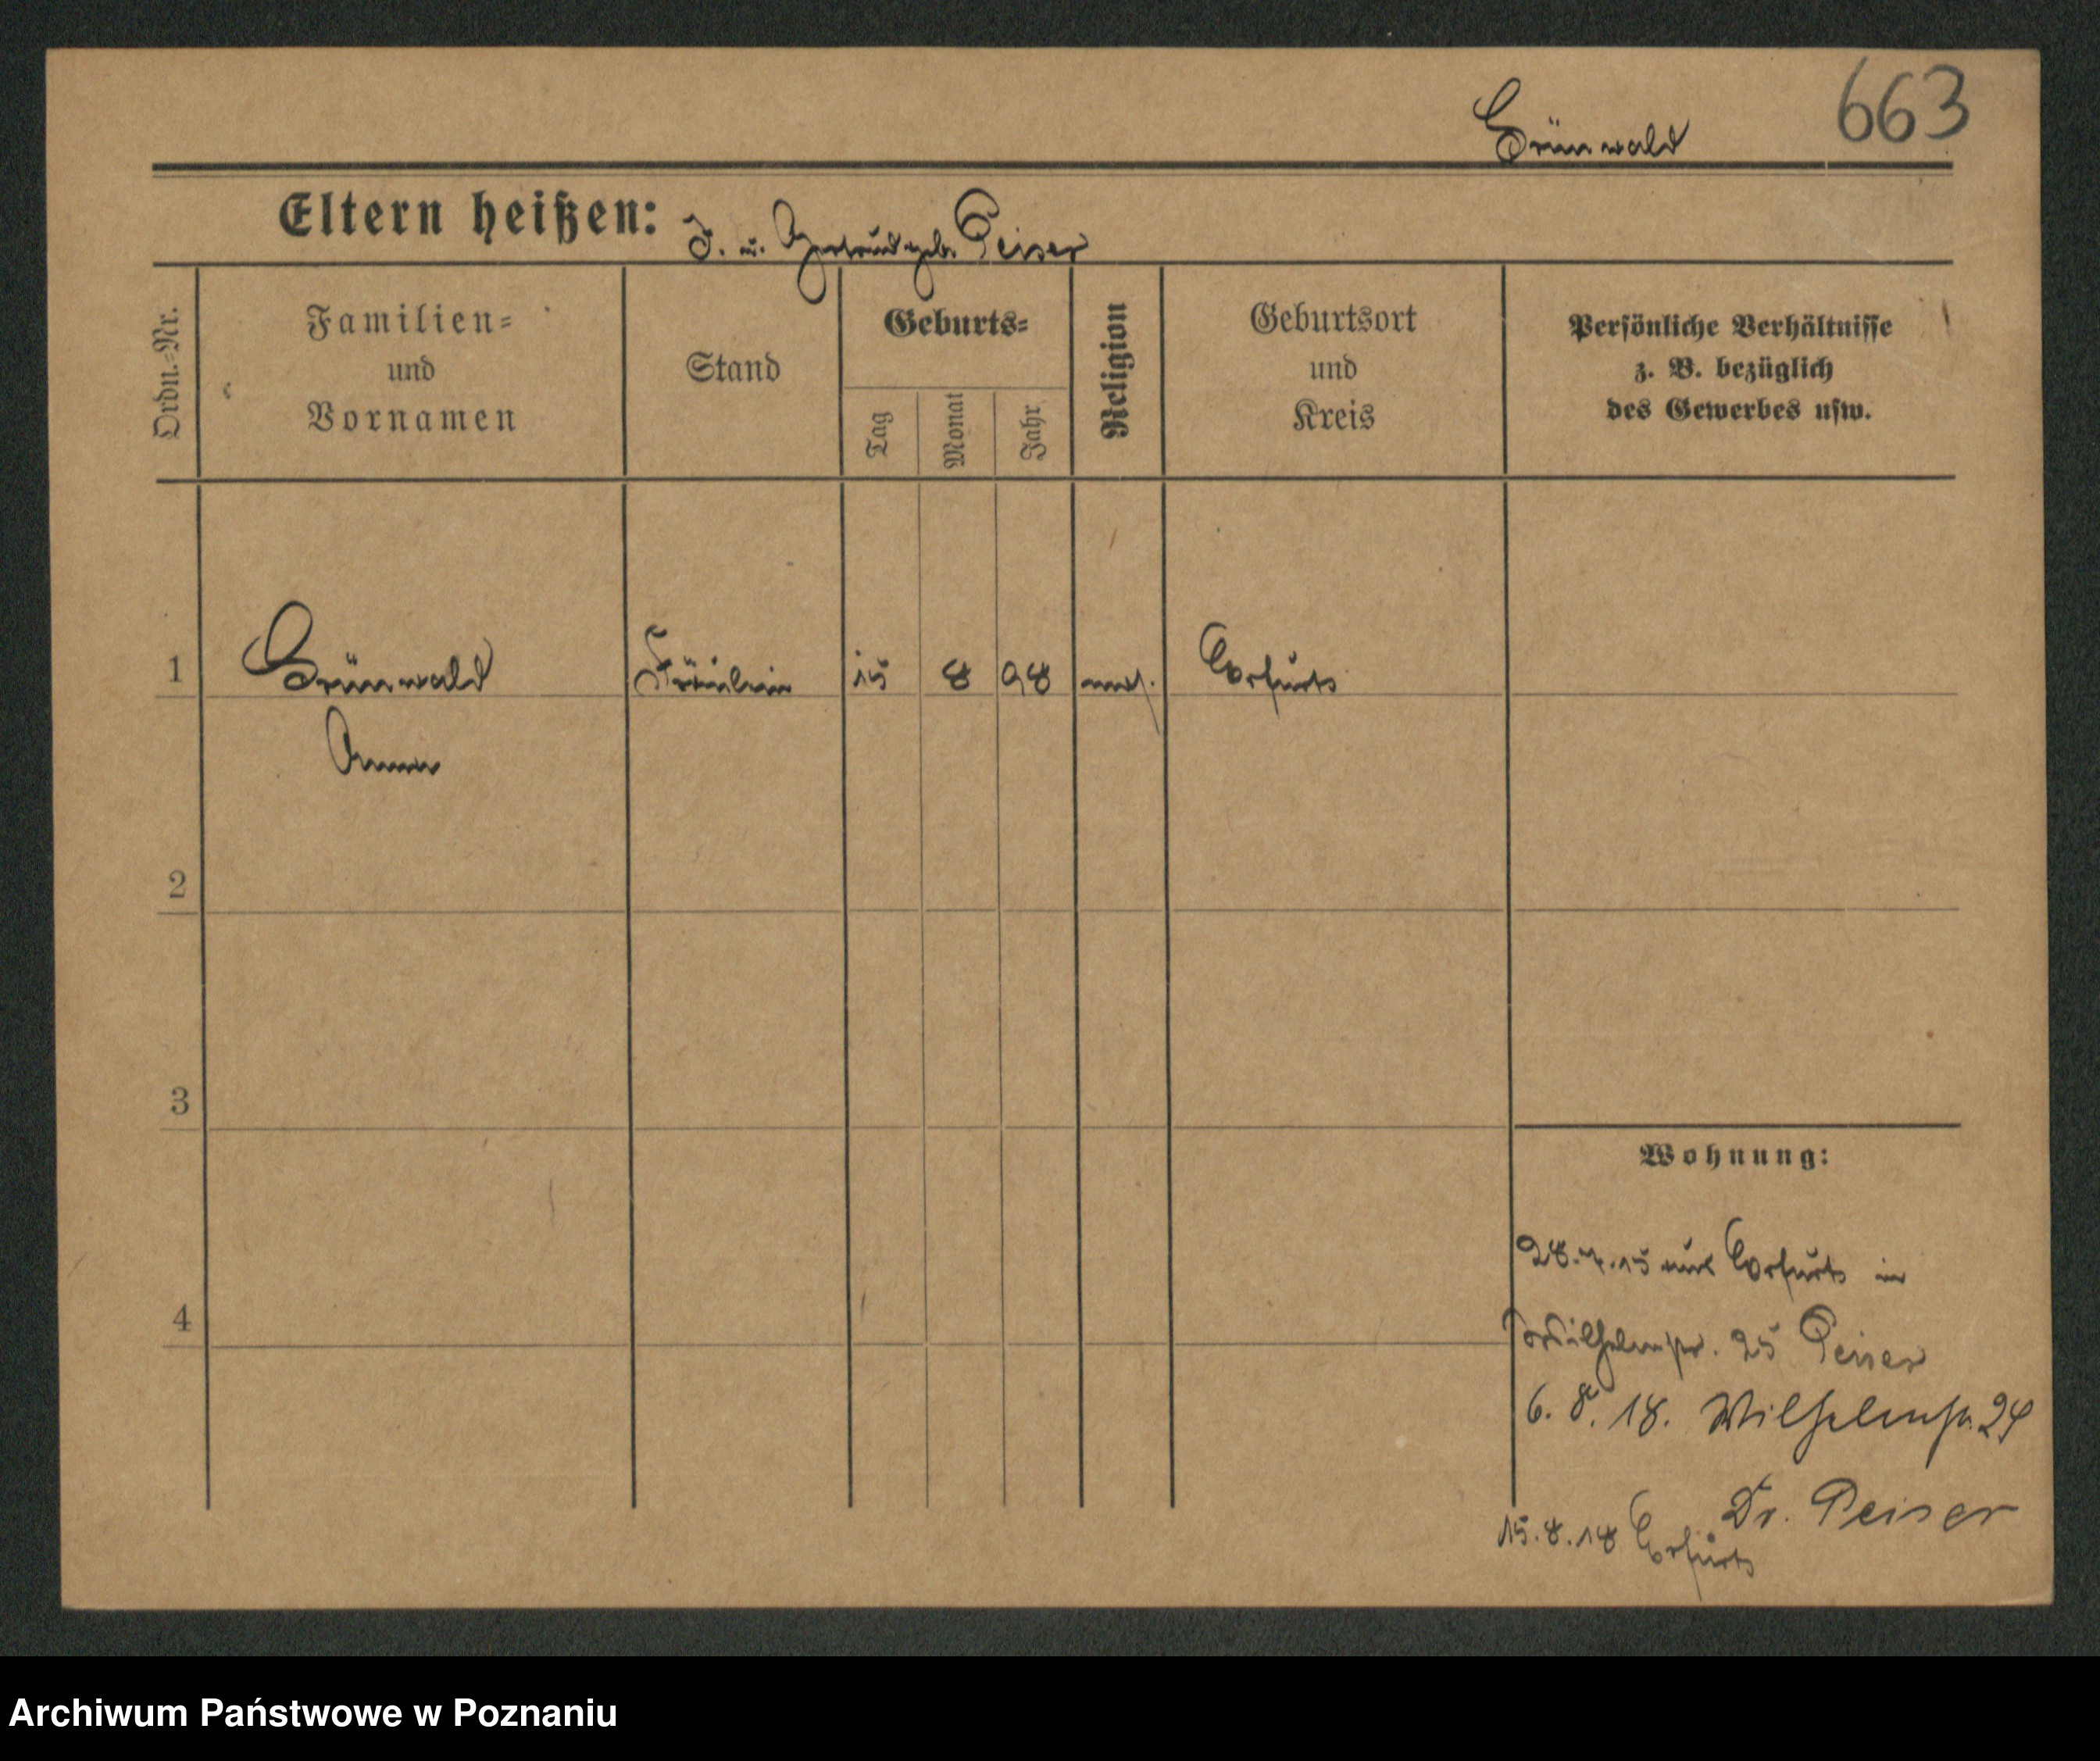 663
Grünwald
Eltern heißen: J. u. Gertrud geb. Peiser
Ordn.-Nr.
Familien-
und
Vornamen
Stand
Geburts-
Tag
Monat
Jahr
Religion
Geburtsort
und
Kreis
Persönliche Verhältnisse
z. B. bezüglich
des Gewerbes usw.
1 Grünwald Fräulein 15 8 98 mos. Erfurt
Anna
2
3
4
Wohnung:
28.7.15 aus Erfurt in
Wilhelmstr. 25 Peiser
6. 8. 18. Wilhelmstr. 24
Dr. Peiser
15.8.18 Erfurt
Archiwum Państwowe w Poznaniu